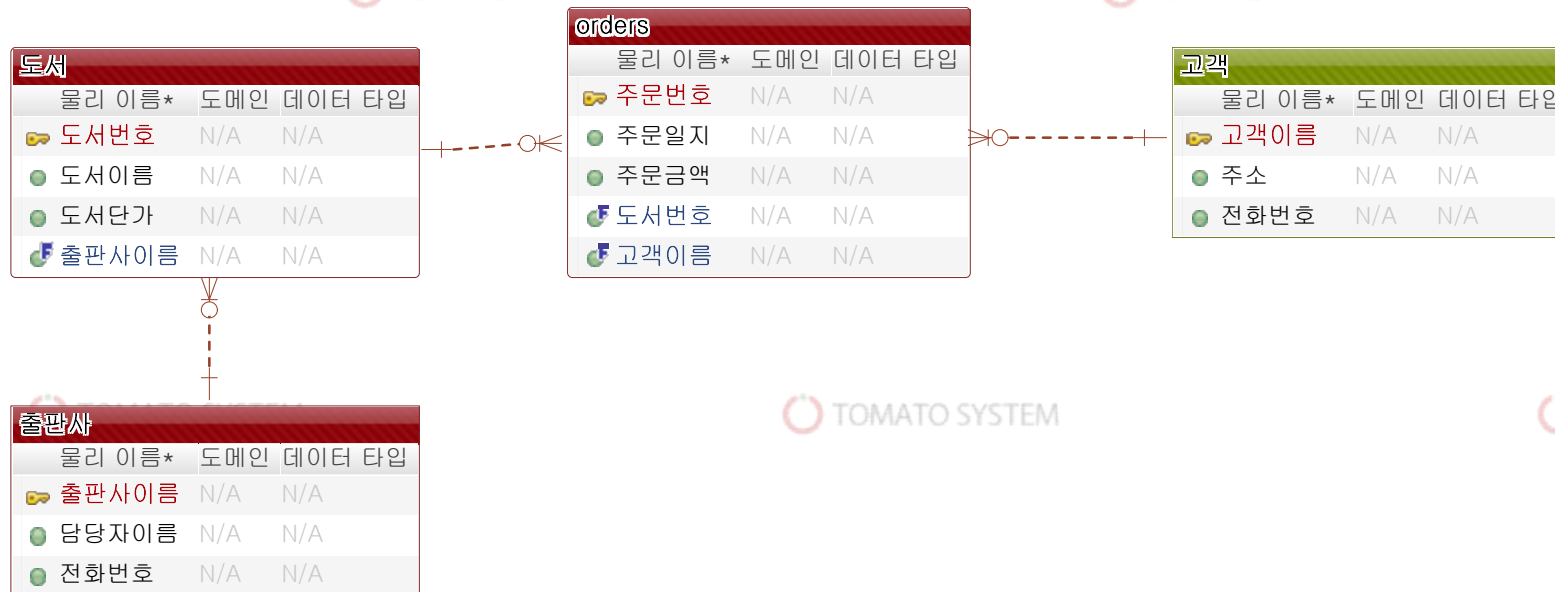 도서
물리 이름* 도메인 데이터 타입
도서번호 N/A N/A
도서이름 N/A N/A
도서단가 N/A N/A
출판사이름 N/A N/A
orders
물리 이름* 도메인 데이터 타입
주문번호 N/A N/A
주문일지 N/A N/A
주문금액 N/A N/A
도서번호 N/A N/A
고객이름 N/A N/A
고객
물리 이름* 도메인 데이터 타입
고객이름 N/A N/A
주소 N/A N/A
전화번호 N/A N/A
출판사
물리 이름* 도메인 데이터 타입
출판사이름 N/A N/A
담당자이름 N/A N/A
전화번호 N/A N/A
TOMATO SYSTEM